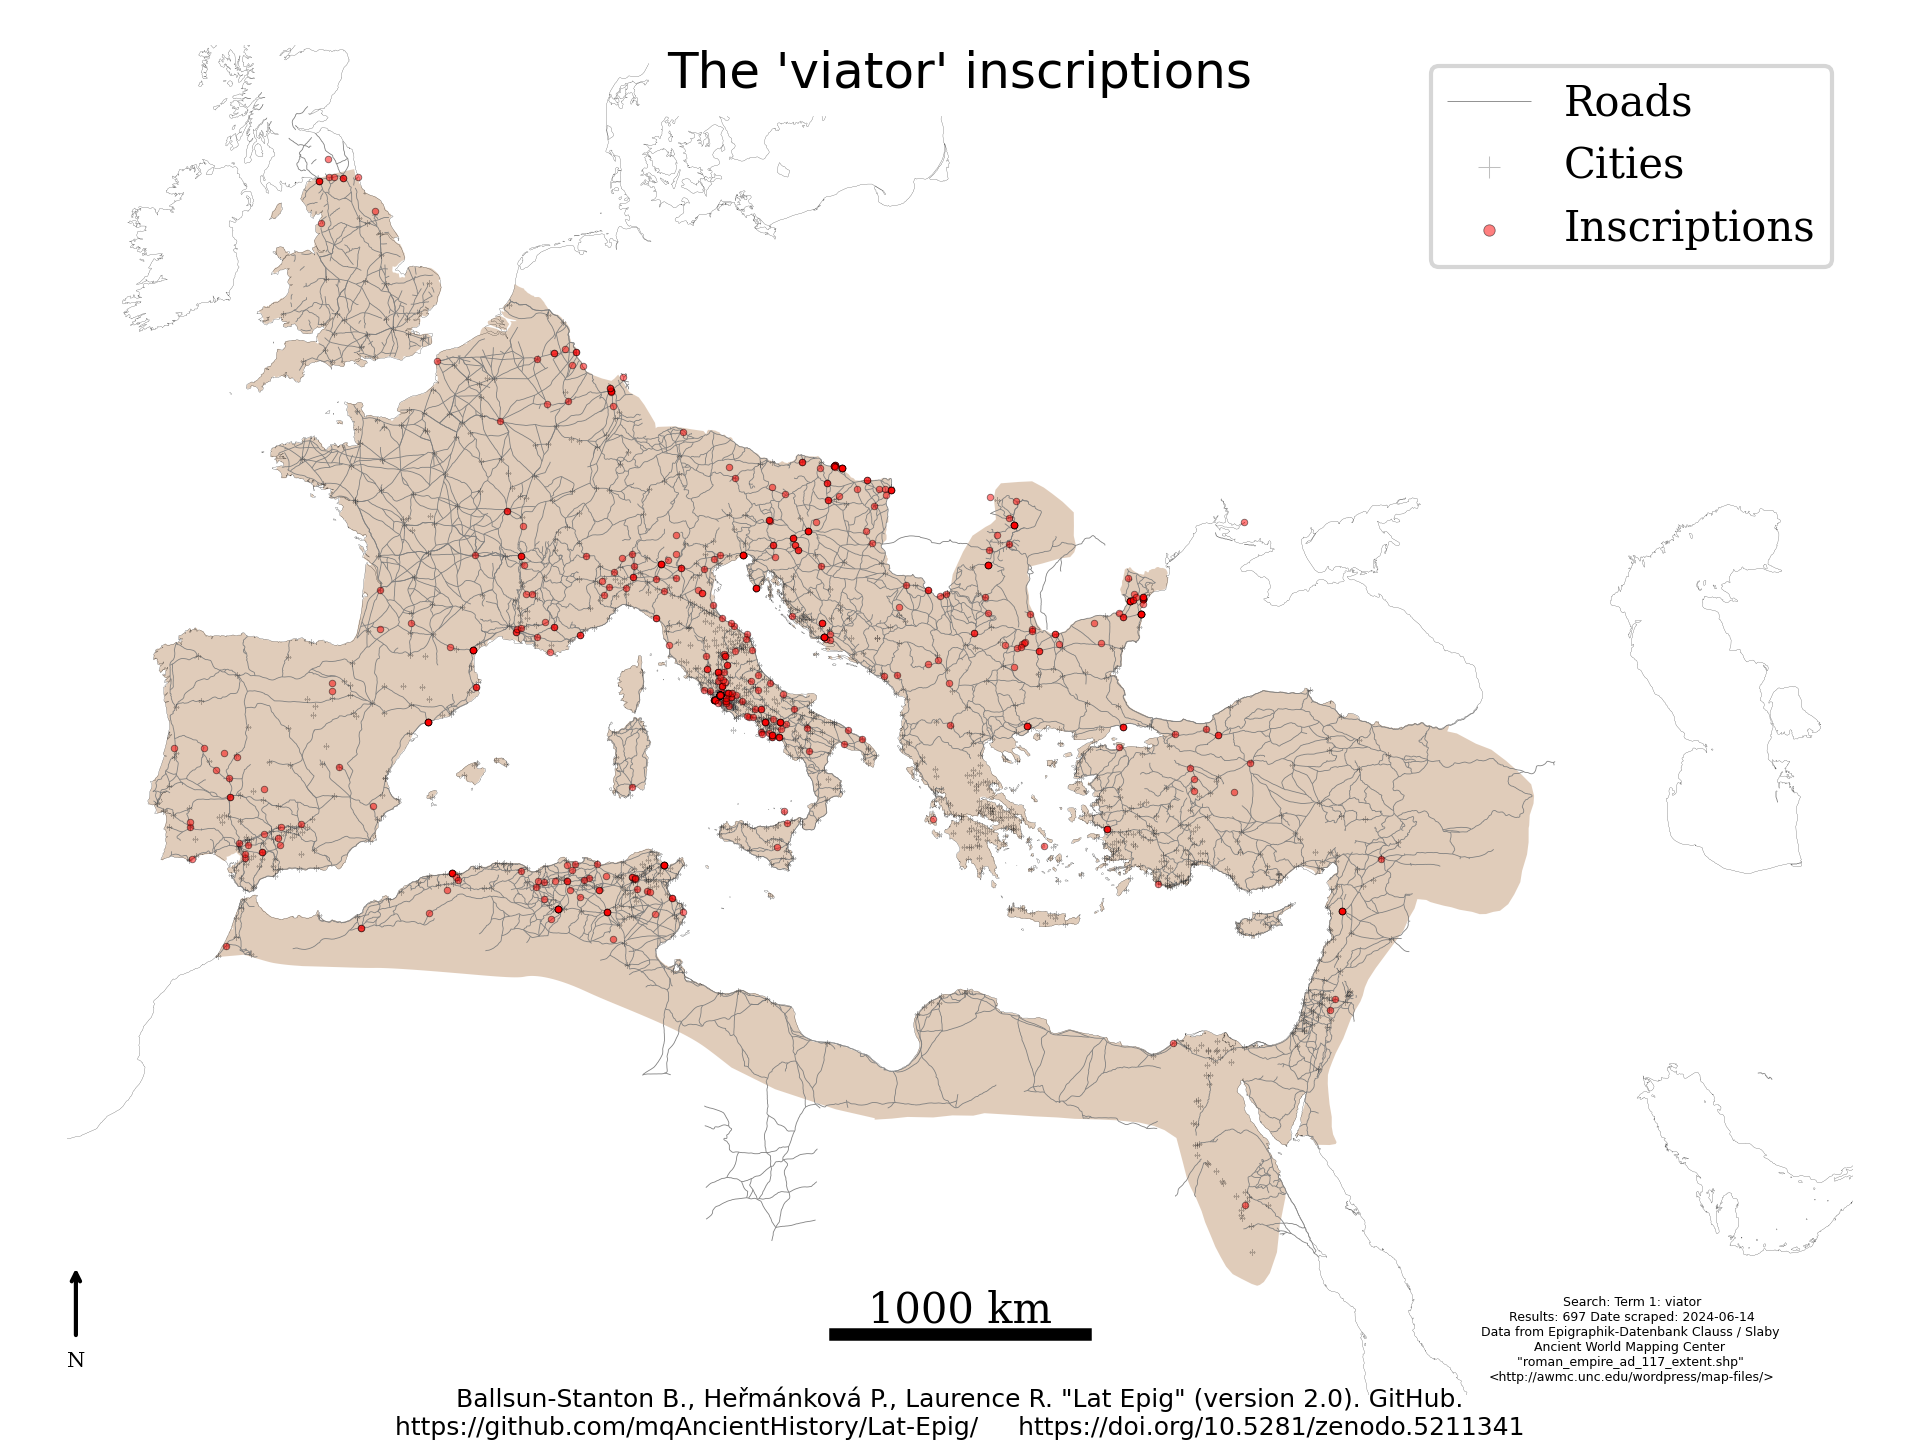 The 'viator' inscriptions
Roads
Cities
Inscriptions
1000 km
N
Search: Term 1: viator
Results: 697 Date scraped: 2024-06-14
Data from Epigraphik-Datenbank Clauss / Slaby
Ancient World Mapping Center
"roman_empire_ad_117_extent.shp"
<http://awmc.unc.edu/wordpress/map-files/>
Ballsun-Stanton B., Heřmánková P., Laurence R. "Lat Epig" (version 2.0). GitHub.
https://github.com/mqAncientHistory/Lat-Epig/ https://doi.org/10.5281/zenodo.5211341